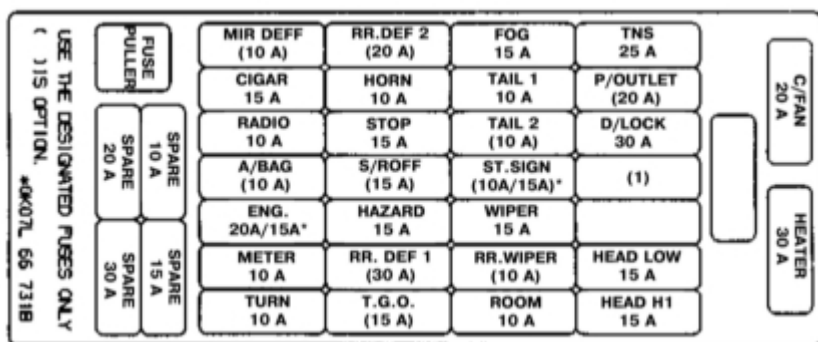 USE THE DESIGNATED FUSES ONLY
( ) IS OPTION.
*0K07L 66 731B
FUSE
PULLER
SPARE
10 A
SPARE
20 A
SPARE
15 A
SPARE
30 A
MIR DEFF
(10 A)
RR.DEF 2
(20 A)
FOG
15 A
TNS
25 A
CIGAR
15 A
HORN
10 A
TAIL 1
10 A
P/OUTLET
(20 A)
RADIO
10 A
STOP
15 A
TAIL 2
(10 A)
D/LOCK
30 A
A/BAG
(10 A)
S/ROFF
(15 A)
ST.SIGN
(10A/15A)*
(1)
ENG.
20A/15A*
HAZARD
15 A
WIPER
15 A
METER
10 A
RR. DEF 1
(30 A)
RR.WIPER
(10 A)
HEAD LOW
15 A
TURN
10 A
T.G.O.
(15 A)
ROOM
10 A
HEAD H1
15 A
C/FAN
20 A
HEATER
30 A